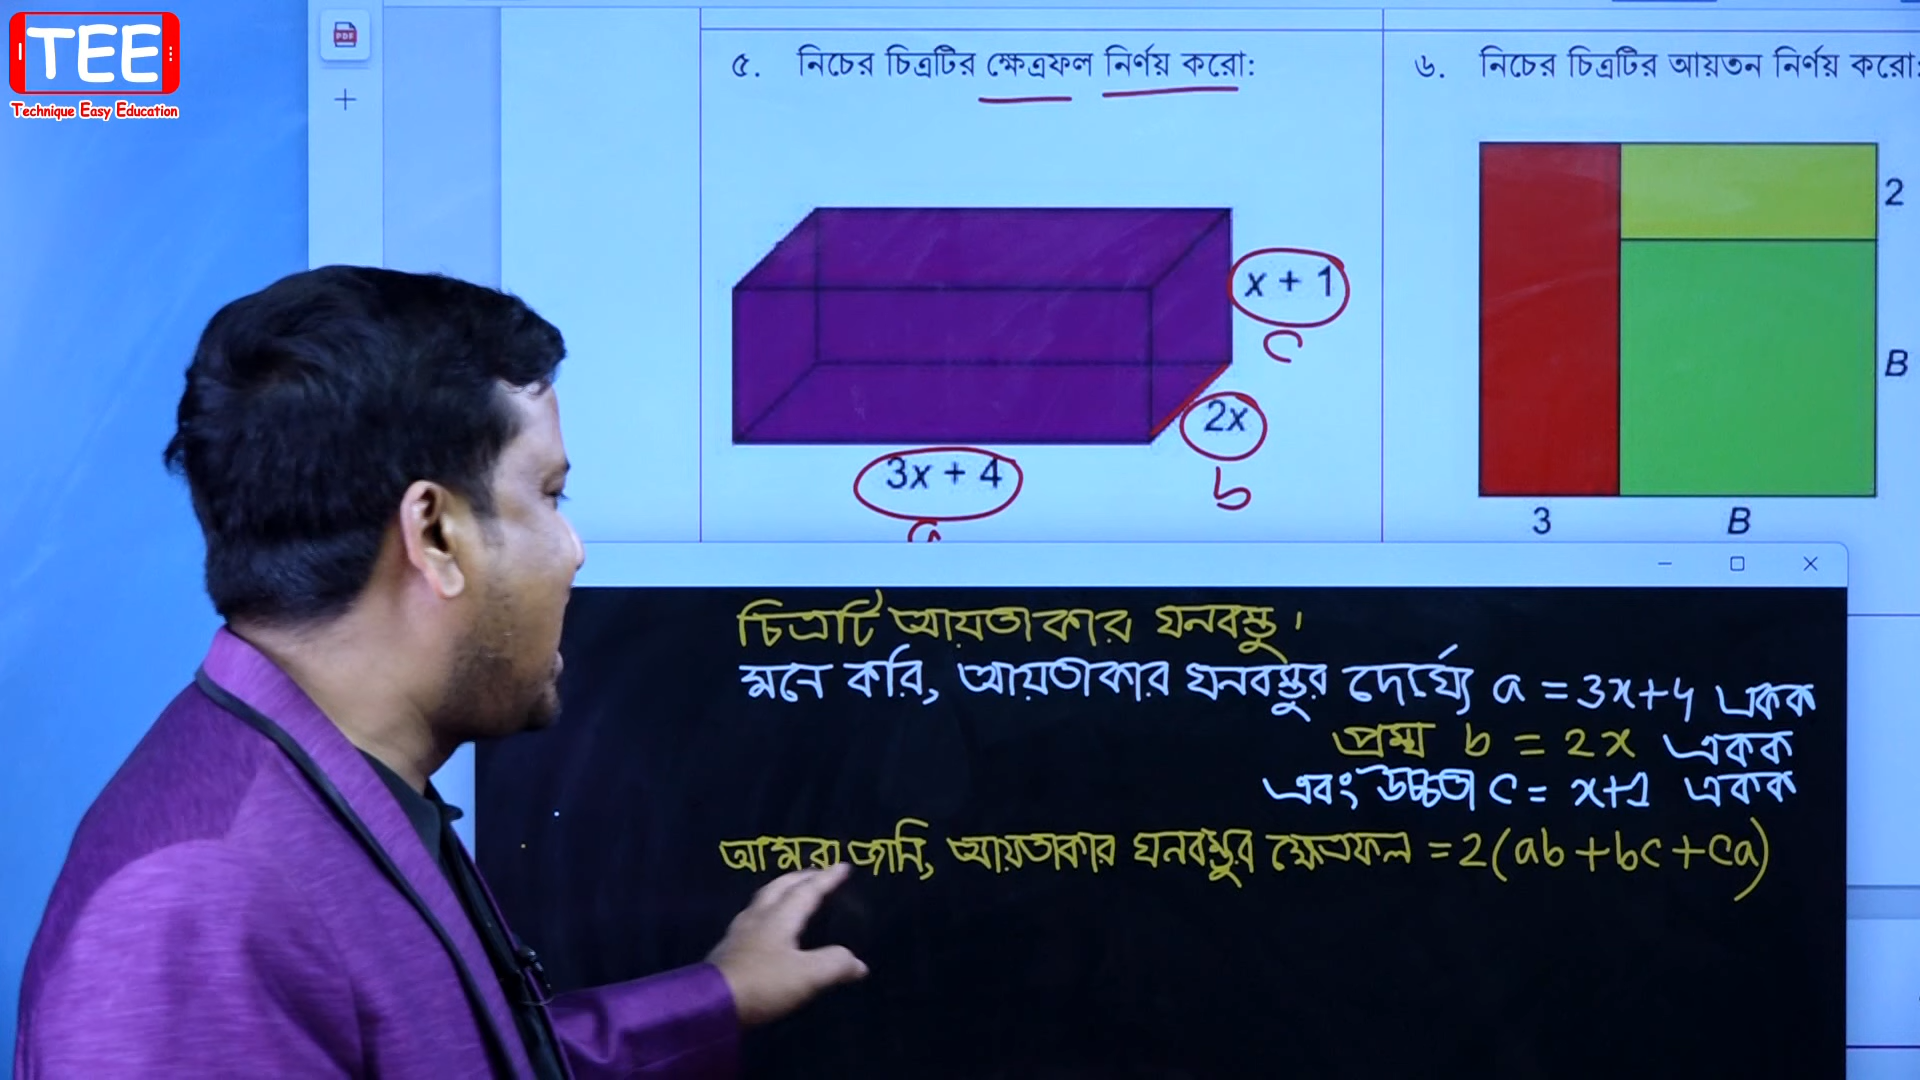 TEE
Technique Easy Education
PDF
৫. নিচের চিত্রটির ক্ষেত্রফল নির্ণয় করো:
x + 1
c
2x
b
3x + 4
a
৬. নিচের চিত্রটির আয়তন নির্ণয় করো:
2
B
3
B
চিত্রটি আয়তাকার ঘনবস্তু।
মনে করি, আয়তাকার ঘনবস্তুর দৈর্ঘ্যে a = 3x+4 একক
প্রস্থ b = 2x একক
এবং উচ্চতা c = x+1 একক
আমরা জানি, আয়তাকার ঘনবস্তুর ক্ষেত্রফল = 2(ab+bc+ca)